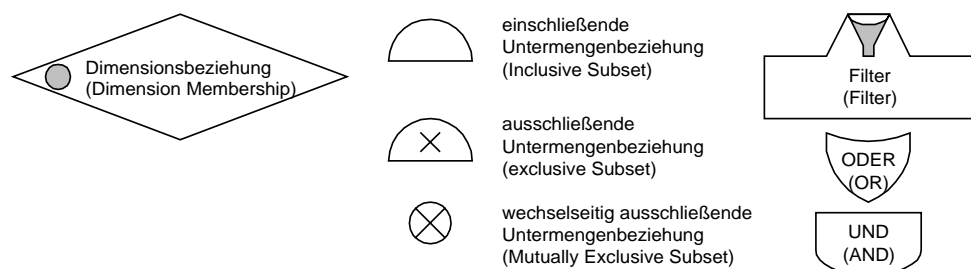 Dimensionsbeziehung
(Dimension Membership)
einschließende
Untermengenbeziehung
(Inclusive Subset)
ausschließende
Untermengenbeziehung
(exclusive Subset)
wechselseitig ausschließende
Untermengenbeziehung
(Mutually Exclusive Subset)
Filter
(Filter)
ODER
(OR)
UND
(AND)